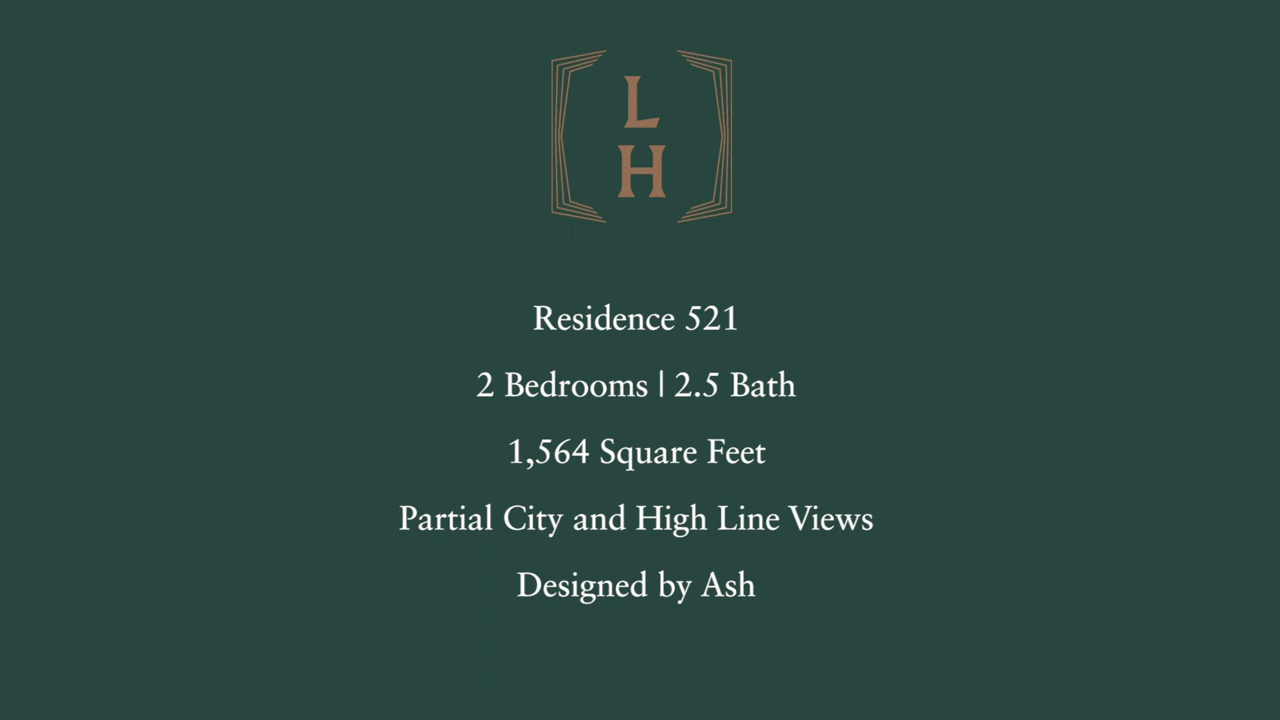 L
H
Residence 521
2 Bedrooms | 2.5 Bath
1,564 Square Feet
Partial City and High Line Views
Designed by Ash